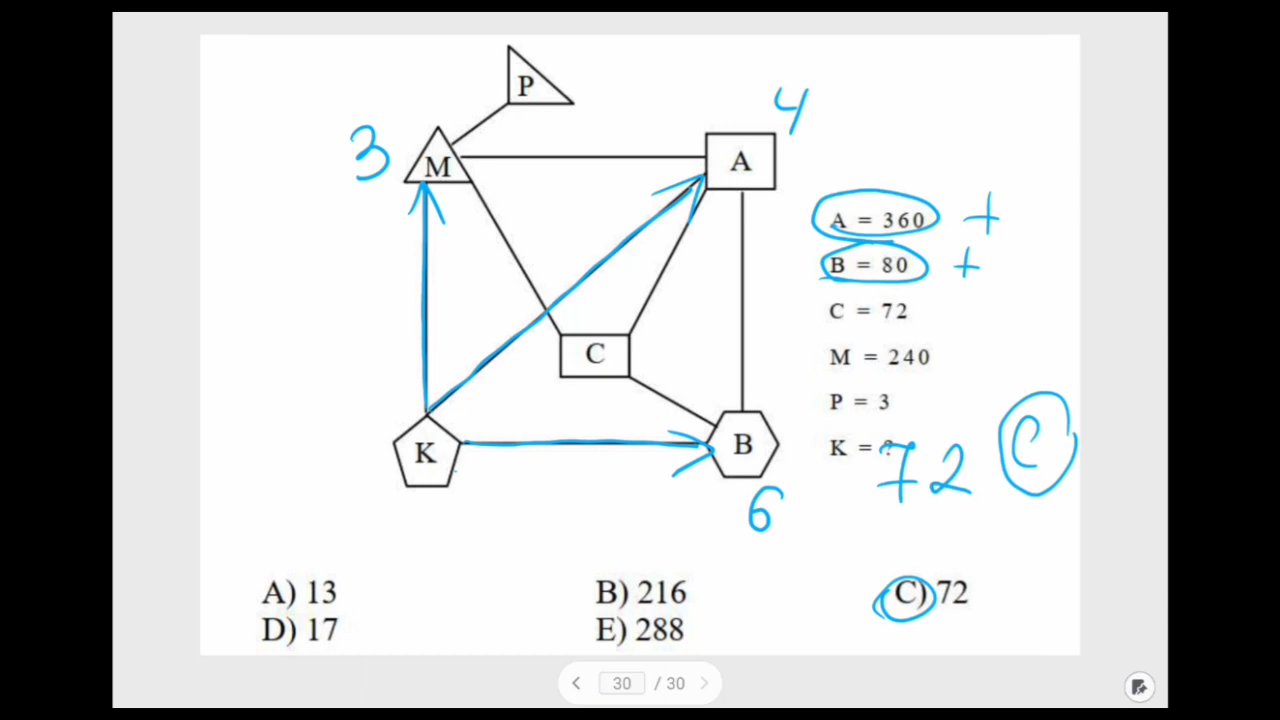 P
4
3
M
A
A = 360 +
B = 80 +
C = 72
C
M = 240
P = 3
K
B
K = ?
72 C
6
A) 13 B) 216 C) 72
D) 17 E) 288
30 / 30